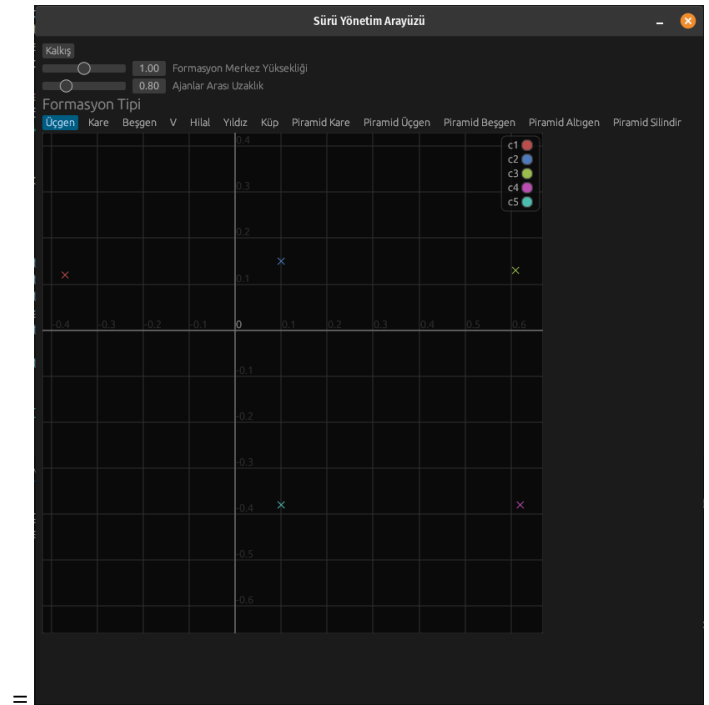 Sürü Yönetim Arayüzü
Kalkış
1.00 Formasyon Merkez Yüksekliği
0.80 Ajanlar Arası Uzaklık
Formasyon Tipi
Üçgen Kare Beşgen V Hilal Yıldız Küp Piramid Kare Piramid Üçgen Piramid Beşgen Piramid Altıgen Piramid Silindir
c1
c2
c3
c4
c5
0.4
0.3
0.2
0.1
-0.4 -0.3 -0.2 -0.1 0 0.1 0.2 0.3 0.4 0.5 0.6
-0.1
-0.2
-0.3
-0.4
-0.5
-0.6
=